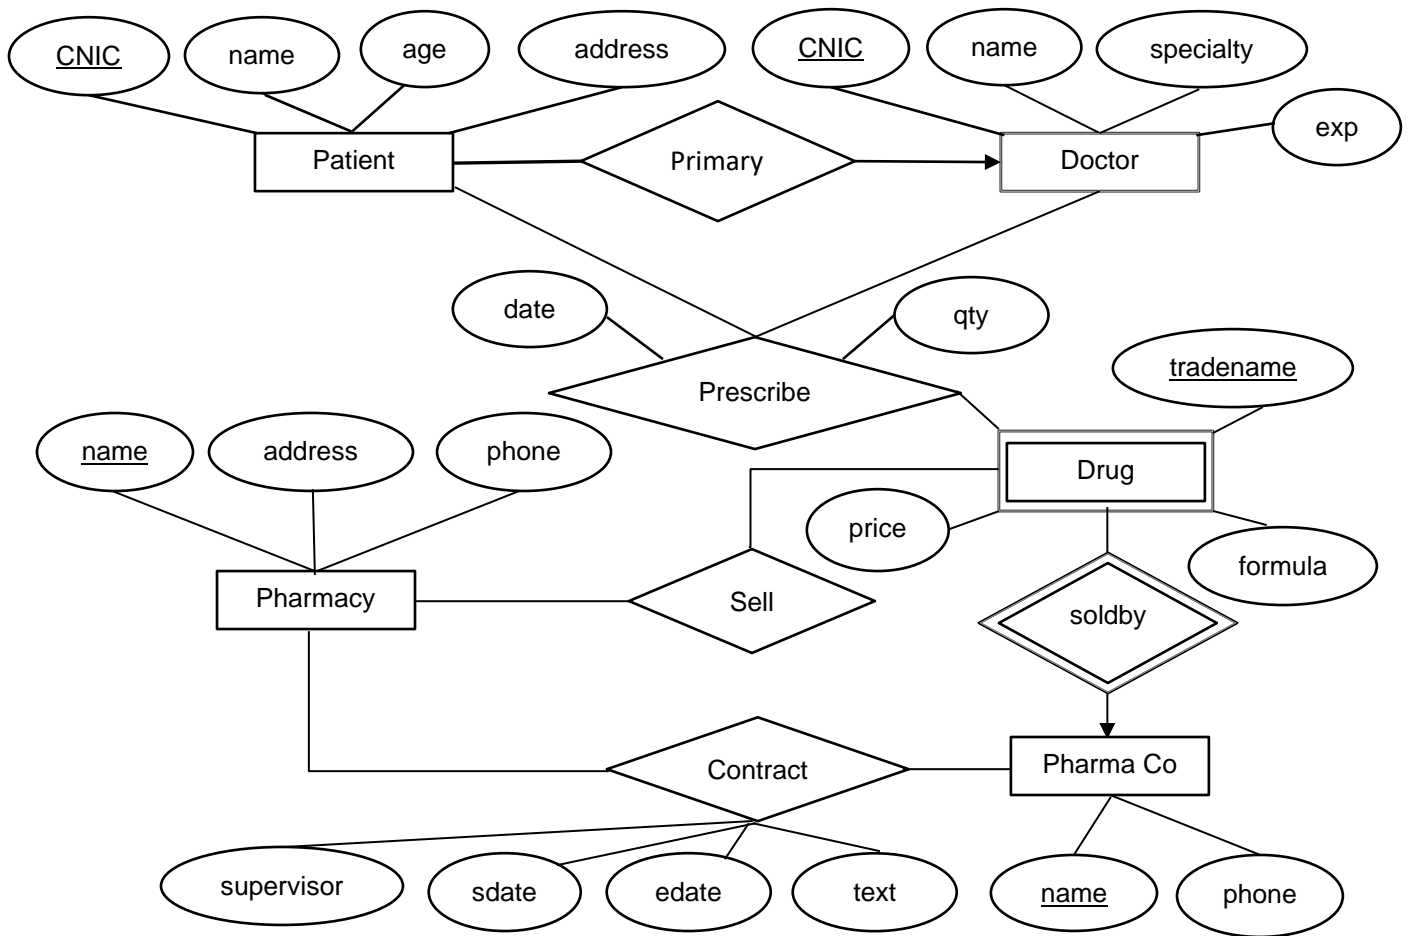 CNIC
name
age
address
CNIC
name
specialty
exp
Patient
Primary
Doctor
date
qty
Prescribe
tradename
name
address
phone
Drug
price
formula
Pharmacy
Sell
soldby
Contract
Pharma Co
supervisor
sdate
edate
text
name
phone